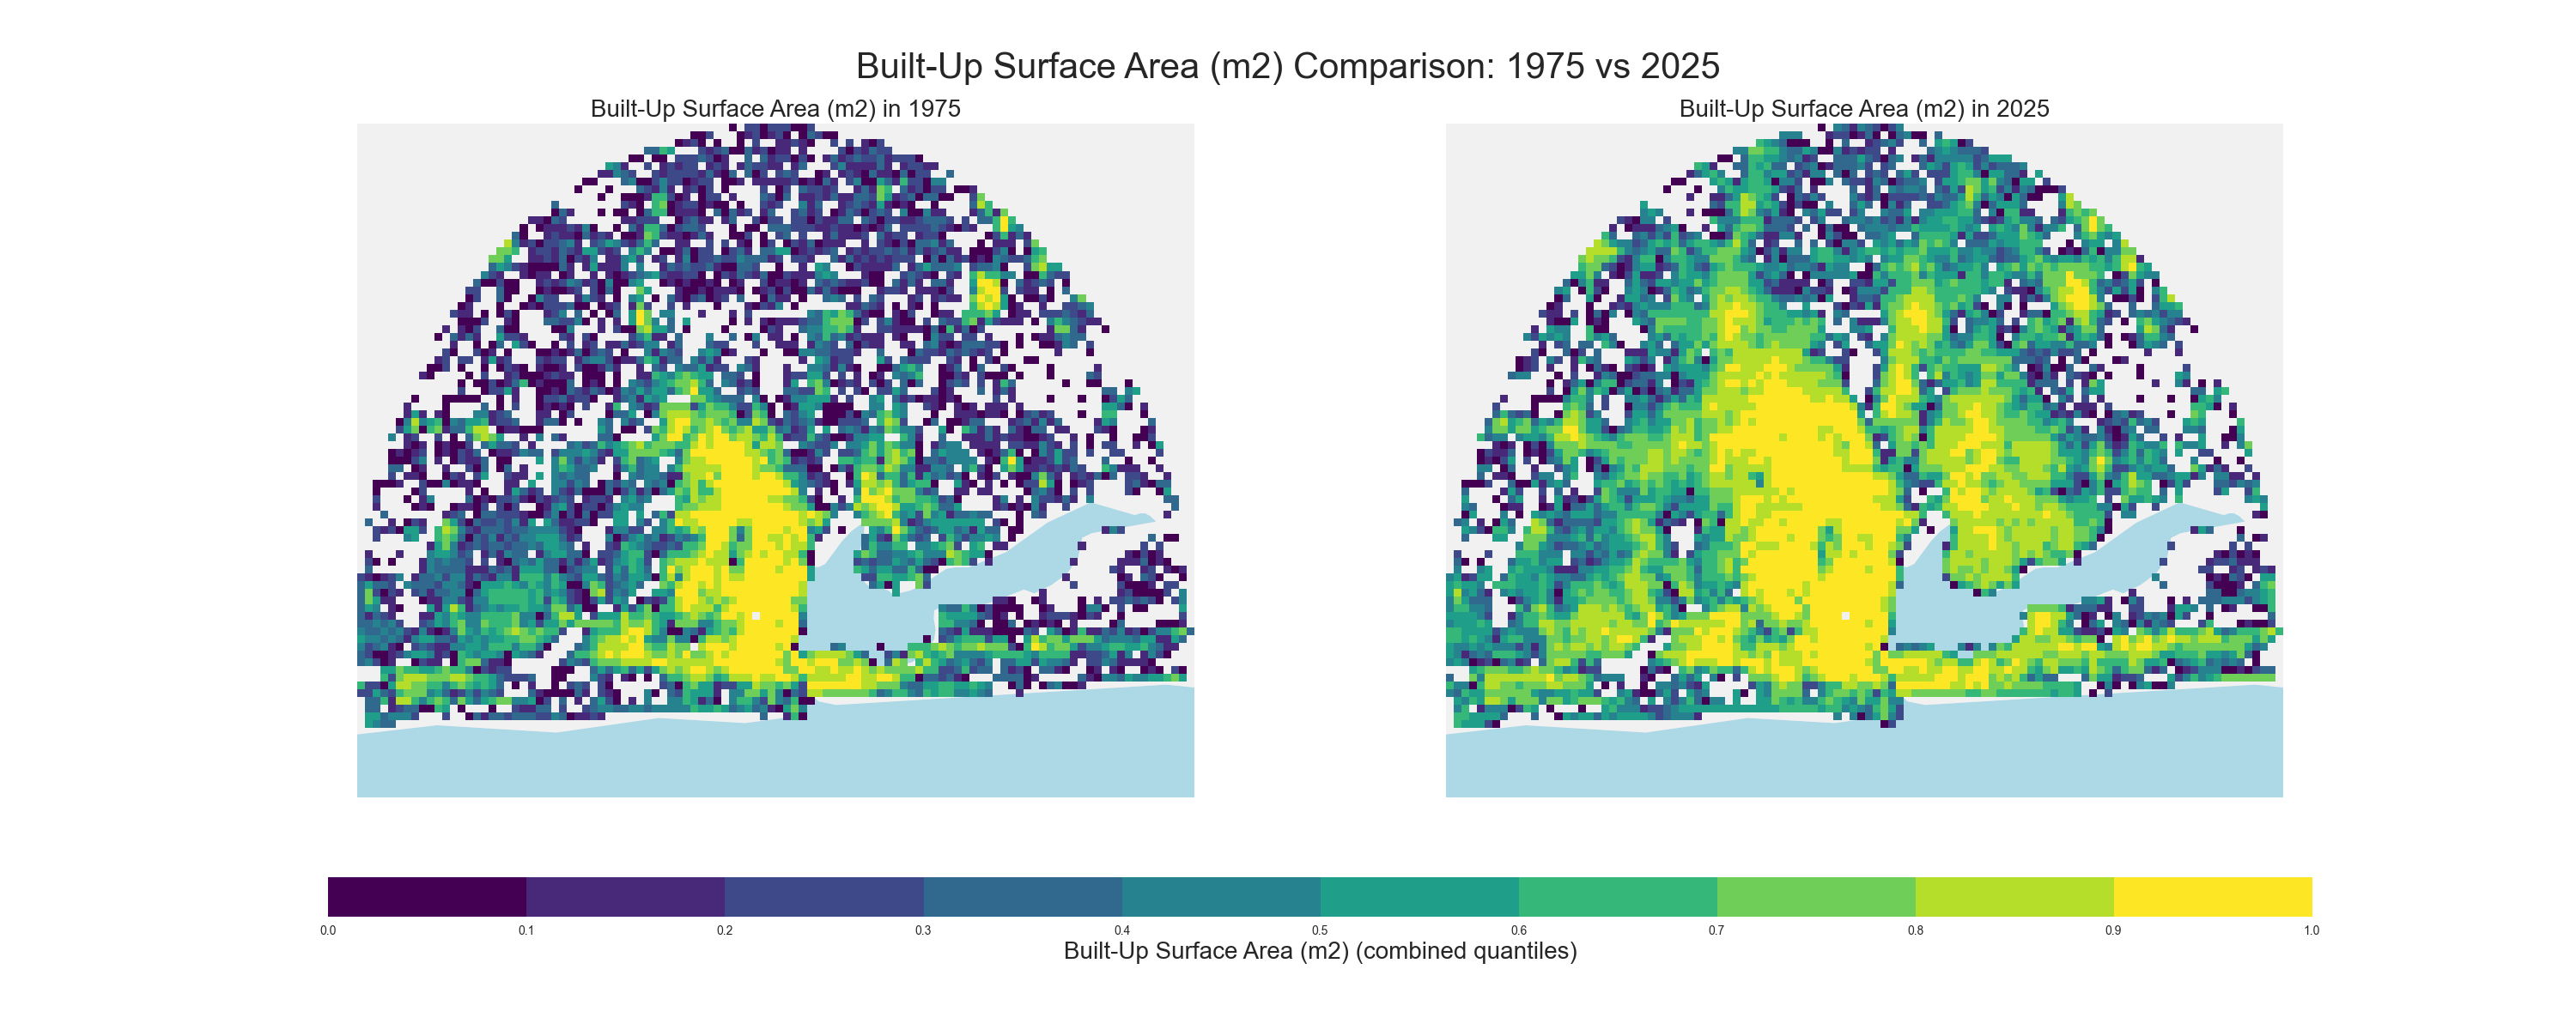 Built-Up Surface Area (m2) Comparison: 1975 vs 2025
Built-Up Surface Area (m2) in 1975
Built-Up Surface Area (m2) in 2025
0.0 0.1 0.2 0.3 0.4 0.5 0.6 0.7 0.8 0.9 1.0
Built-Up Surface Area (m2) (combined quantiles)